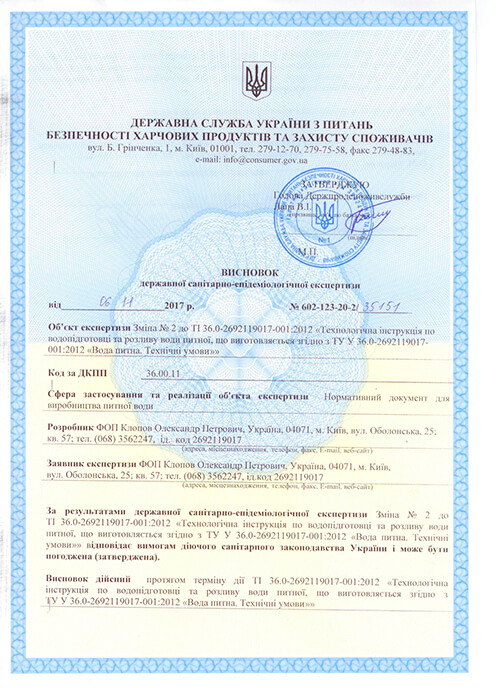 ДЕРЖАВНА СЛУЖБА УКРАЇНИ З ПИТАНЬ
БЕЗПЕЧНОСТІ ХАРЧОВИХ ПРОДУКТІВ ТА ЗАХИСТУ СПОЖИВАЧІВ
вул. Б. Грінченка, 1, м. Київ, 01001, тел. 279-12-70, 279-75-58, факс 279-48-83,
e-mail: info@consumer.gov.ua
ЗАТВЕРДЖУЮ
Голова Держпродспоживслужби
Лапа В.І.
№1
М.П.
ВИСНОВОК
державної санітарно-епідеміологічної експертизи
від 06 11 2017 р. № 602-123-20-2/35151
Об'єкт експертизи Зміна № 2 до ТІ 36.0-2692119017-001:2012 «Технологічна інструкція по
водопідготовці та розливу води питної, що виготовляється згідно з ТУ У 36.0-2692119017-
001:2012 «Вода питна. Технічні умови»»
Код за ДКПП 36.00.11
Сфера застосування та реалізації об'єкта експертизи Нормативний документ для
виробництва питної води
Розробник ФОП Клопов Олександр Петрович, Україна, 04071, м. Київ, вул. Оболонська, 25;
кв. 57; тел. (068) 3562247, ід. код 2692119017
(адреса, місцезнаходження, телефон, факс, E-mail, веб-сайт)
Заявник експертизи ФОП Клопов Олександр Петрович, Україна, 04071, м. Київ,
вул. Оболонська, 25; кв. 57; тел. (068) 3562247, ід.код 2692119017
(адреса, місцезнаходження, телефон, факс, E-mail, веб-сайт)
За результатами державної санітарно-епідеміологічної експертизи Зміна № 2 до
ТІ 36.0-2692119017-001:2012 «Технологічна інструкція по водопідготовці та розливу води
питної, що виготовляється згідно з ТУ У 36.0-2692119017-001:2012 «Вода питна. Технічні
умови»» відповідає вимогам діючого санітарного законодавства України і може бути
погоджена (затверджена).
Висновок дійсний протягом терміну дії ТІ 36.0-2692119017-001:2012 «Технологічна
інструкція по водопідготовці та розливу води питної, що виготовляється згідно з
ТУ У 36.0-2692119017-001:2012 «Вода питна. Технічні умови»»